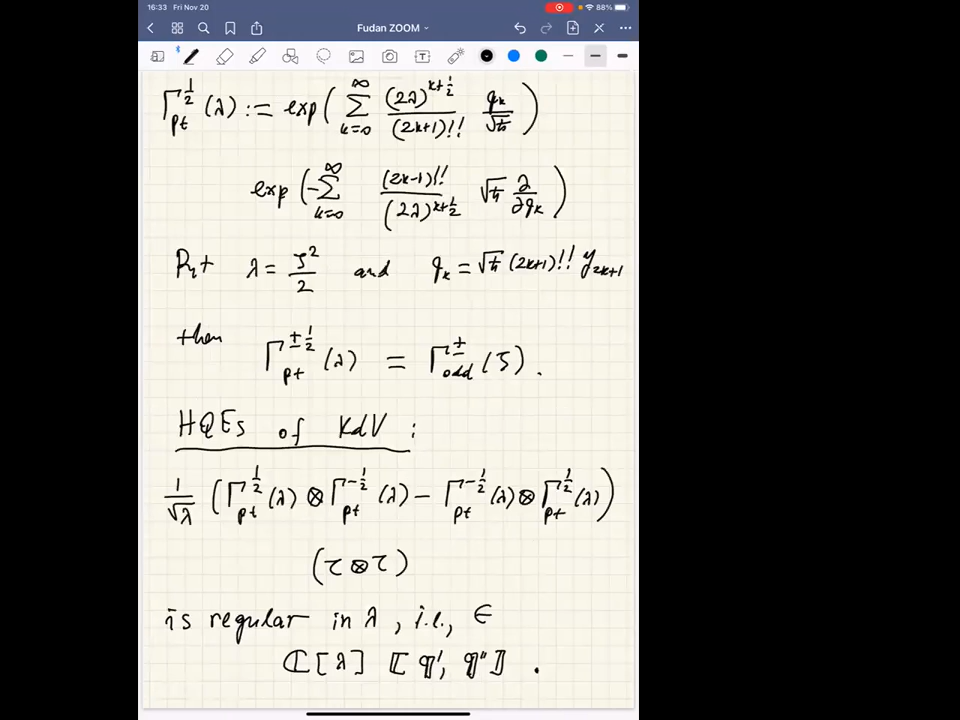 16:33 Fri Nov 20
88%
Fudan ZOOM
Γ_{pt}^{1/2}(λ) := exp( ∑_{k=0}^{∞} (2λ)^{k+1/2} / (2k+1)!! q_k/√ħ )
exp( -∑_{k=0}^{∞} (2k-1)!! / (2λ)^{k+1/2} √ħ ∂/∂q_k )
Put λ = ζ²/2 and q_k = √ħ (2k+1)!! y_{2k+1}
then Γ_{pt}^{±1/2}(λ) = Γ_{odd}^{±}(ζ).
HQEs of KdV :
1/√λ ( Γ_{pt}^{1/2}(λ) ⊗ Γ_{pt}^{-1/2}(λ) − Γ_{pt}^{-1/2}(λ) ⊗ Γ_{pt}^{1/2}(λ) )
(τ ⊗ τ)
is regular in λ, i.e., ∈
ℂ[λ] ⟦q′, q″⟧ .